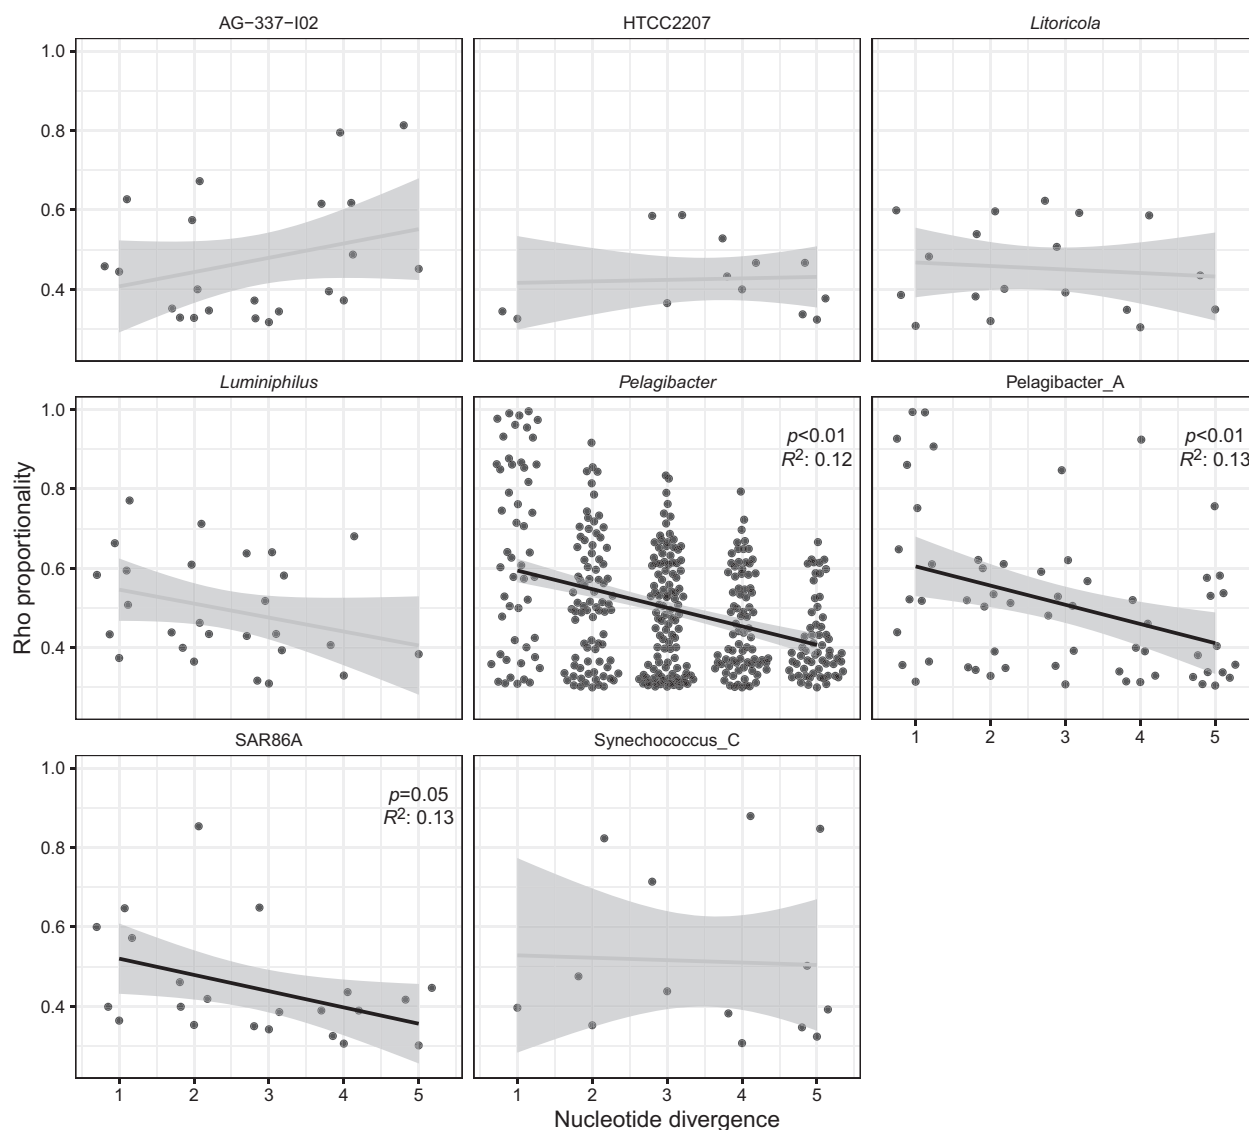 AG−337−I02
HTCC2207
Litoricola
1.0
0.8
0.6
0.4
Luminiphilus
Pelagibacter
Pelagibacter_A
1.0
0.8
0.6
0.4
p<0.01
R²: 0.12
p<0.01
R²: 0.13
Rho proportionality
1 2 3 4 5
SAR86A
Synechococcus_C
1.0
0.8
0.6
0.4
p=0.05
R²: 0.13
1 2 3 4 5
1 2 3 4 5
Nucleotide divergence